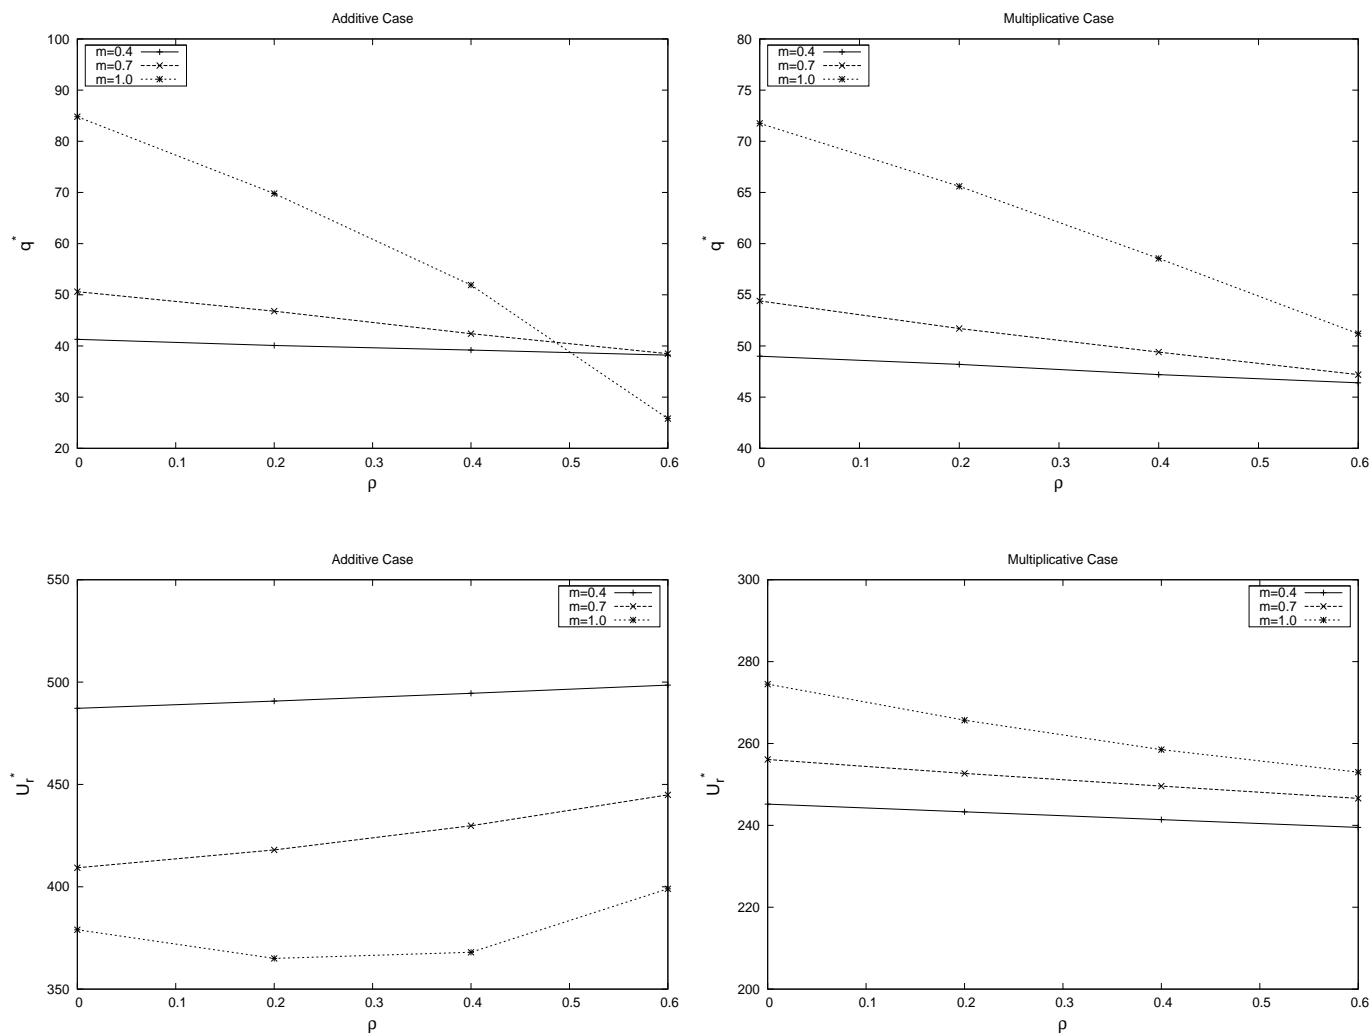 Additive Case
100
90
80
70
60
50
40
30
20
m=0.4
m=0.7
m=1.0
q*
0 0.1 0.2 0.3 0.4 0.5 0.6
ρ
Multiplicative Case
80
75
70
65
60
55
50
45
40
m=0.4
m=0.7
m=1.0
q*
0 0.1 0.2 0.3 0.4 0.5 0.6
ρ
Additive Case
550
500
450
400
350
m=0.4
m=0.7
m=1.0
U_r*
0 0.1 0.2 0.3 0.4 0.5 0.6
ρ
Multiplicative Case
300
280
260
240
220
200
m=0.4
m=0.7
m=1.0
U_r*
0 0.1 0.2 0.3 0.4 0.5 0.6
ρ